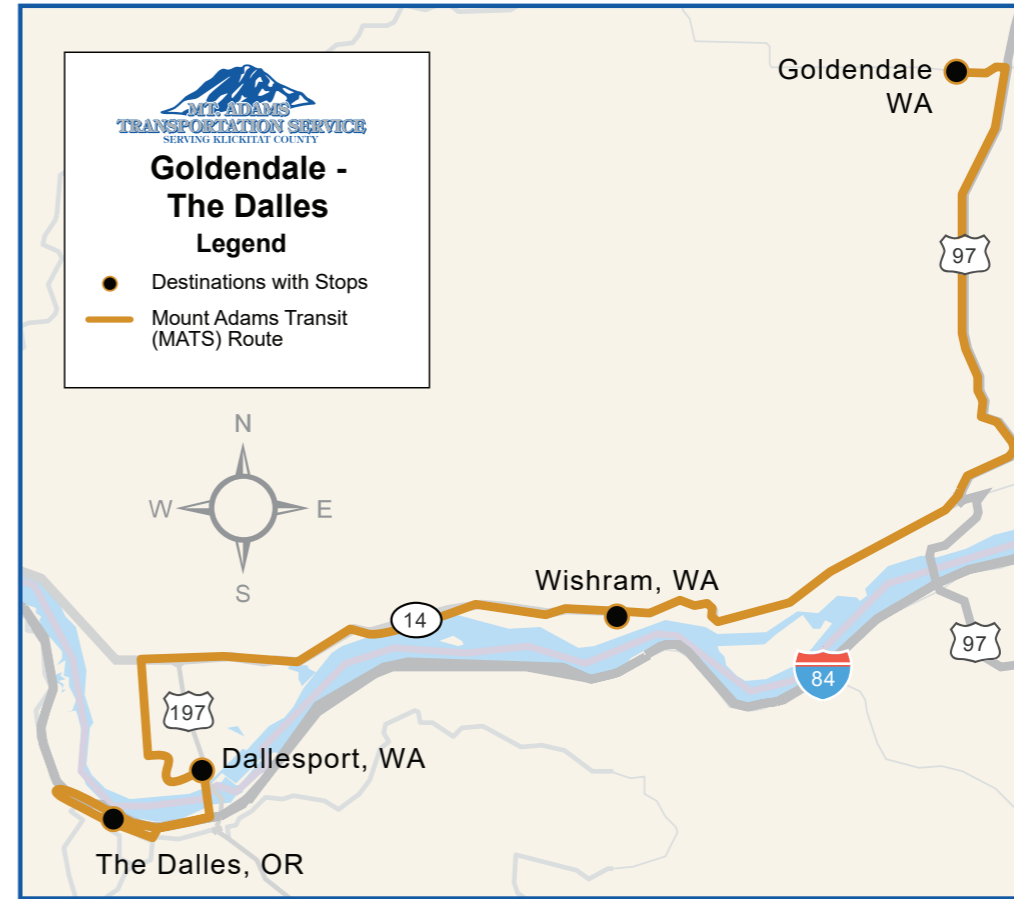 MT. ADAMS
TRANSPORTATION SERVICE
SERVING KLICKITAT COUNTY
Goldendale -
The Dalles
Legend
Destinations with Stops
Mount Adams Transit
(MATS) Route
Goldendale
WA
97
N
W
E
S
Wishram, WA
14
97
84
197
Dallesport, WA
The Dalles, OR